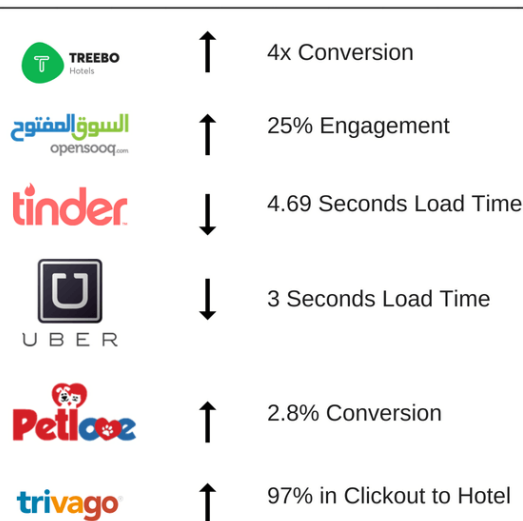 TREEBO
Hotels
4x Conversion
السوق المفتوح
opensooq.com
25% Engagement
tinder
4.69 Seconds Load Time
U
UBER
3 Seconds Load Time
Petlove
2.8% Conversion
trivago
97% in Clickout to Hotel